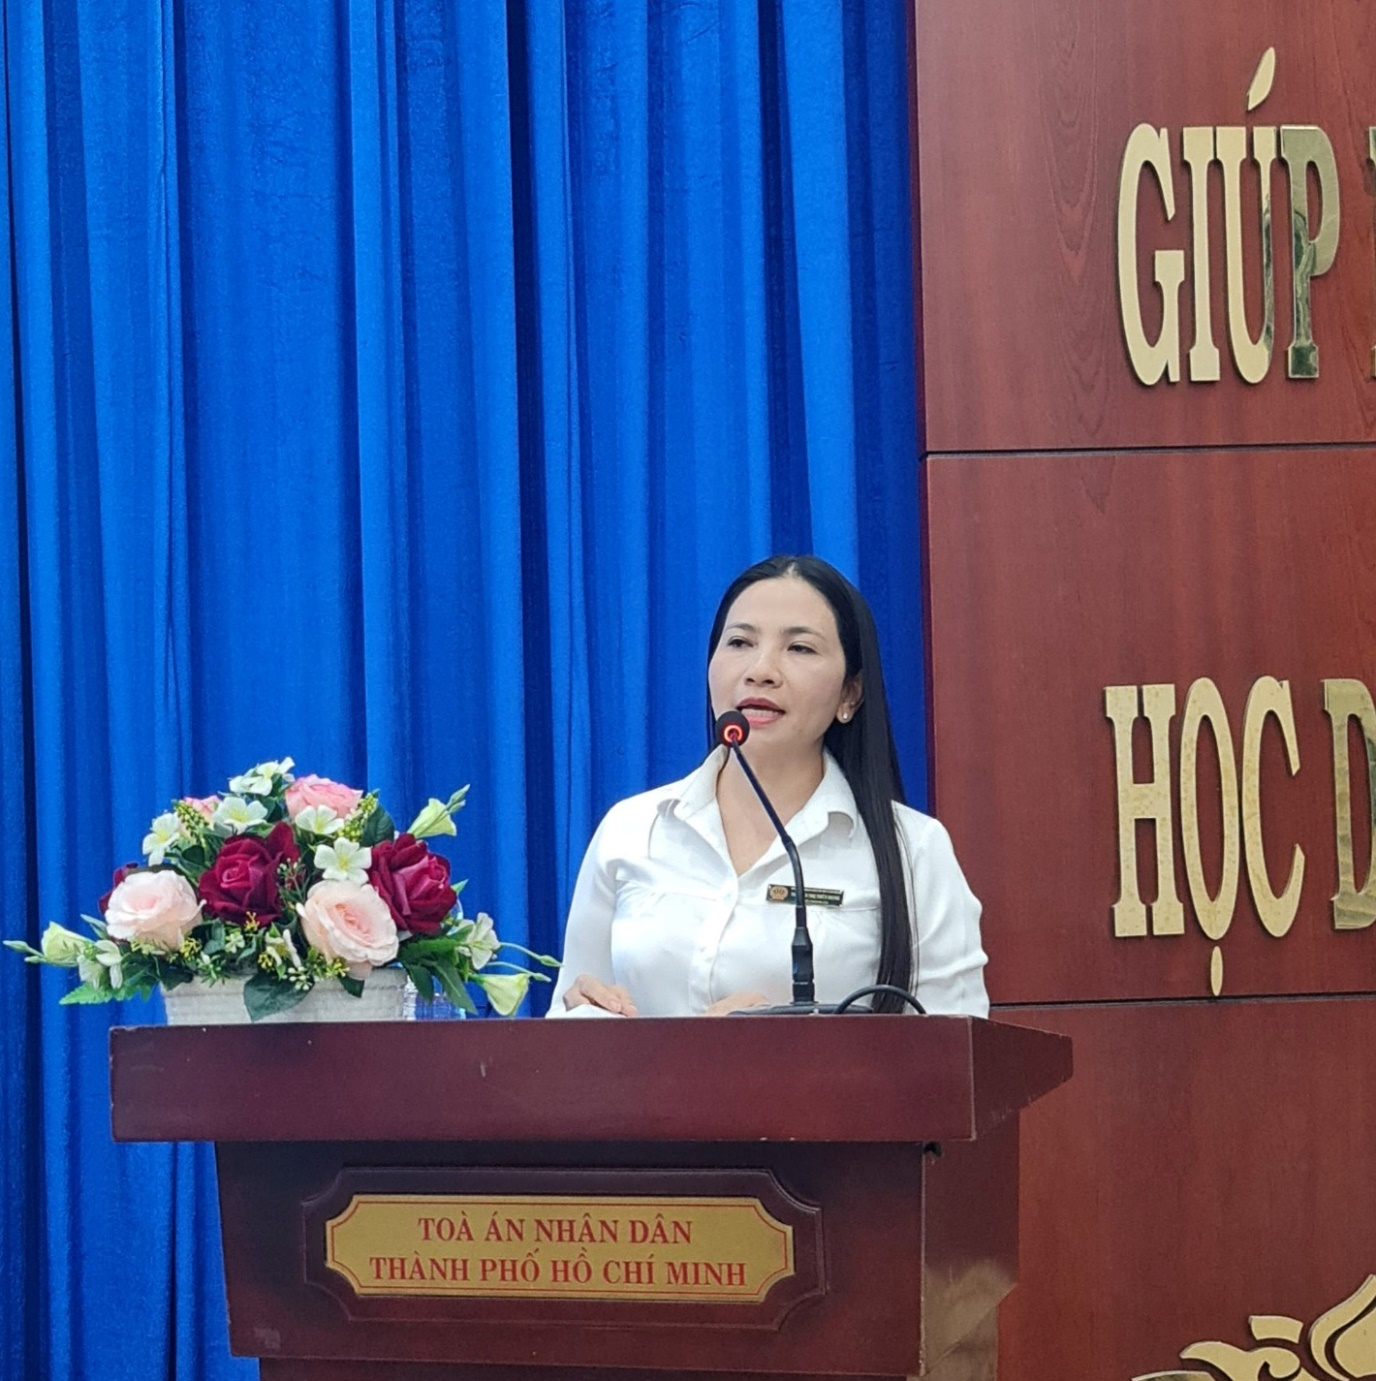 GIÚP
HỌC
TOÀ ÁN NHÂN DÂN
THÀNH PHỐ HỒ CHÍ MINH